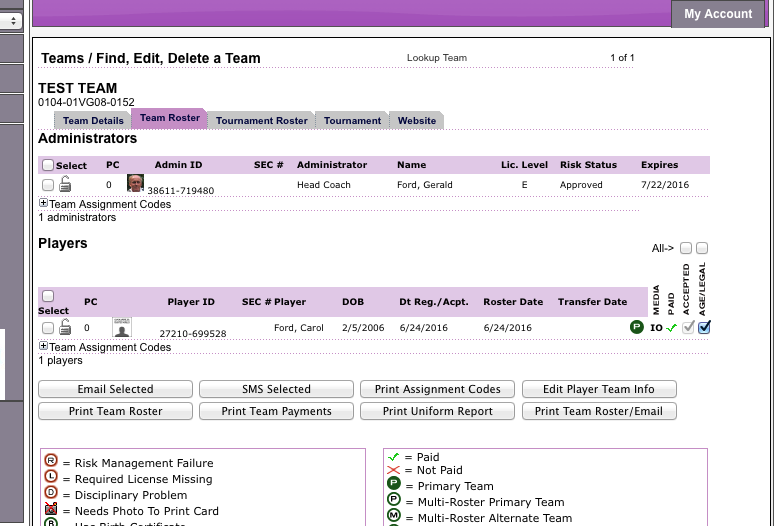 My Account
Teams / Find, Edit, Delete a Team Lookup Team 1 of 1
TEST TEAM
0104-01VG08-0152
Team Details Team Roster Tournament Roster Tournament Website
Administrators
Select PC Admin ID SEC # Administrator Name Lic. Level Risk Status Expires
0 38611-719480 Head Coach Ford, Gerald E Approved 7/22/2016
Team Assignment Codes
1 administrators
Players
All->
Select PC Player ID SEC # Player DOB Dt Reg./Acpt. Roster Date Transfer Date MEDIA PAID ACCEPTED AGE/LEGAL
0 27210-699528 Ford, Carol 2/5/2006 6/24/2016 6/24/2016 P IO
Team Assignment Codes
1 players
Email Selected SMS Selected Print Assignment Codes Edit Player Team Info
Print Team Roster Print Team Payments Print Uniform Report Print Team Roster/Email
R = Risk Management Failure
L = Required License Missing
D = Disciplinary Problem
= Needs Photo To Print Card
= Paid
= Not Paid
P = Primary Team
P = Multi-Roster Primary Team
M = Multi-Roster Alternate Team